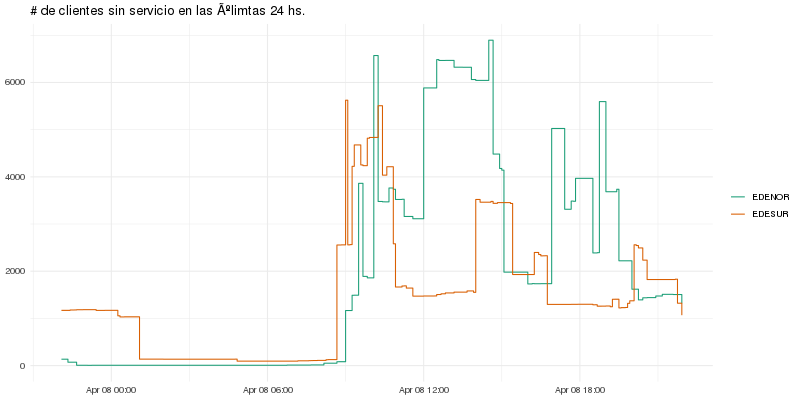 # de clientes sin servicio en las Ãºlimtas 24 hs.
6000
4000
2000
0
Apr 08 00:00
Apr 08 06:00
Apr 08 12:00
Apr 08 18:00
EDENOR
EDESUR